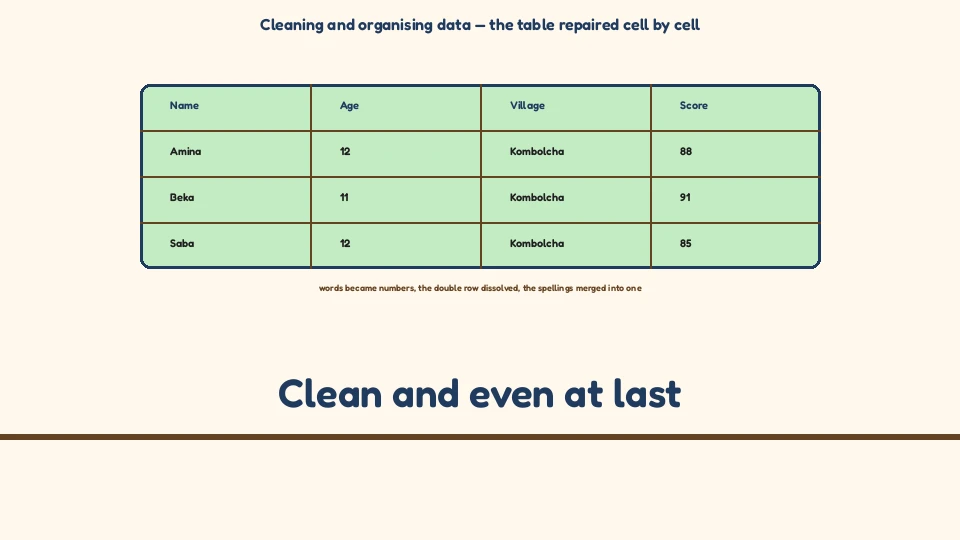 Cleaning and organising data — the table repaired cell by cell
Name Age Village Score
Amina 12 Kombolcha 88
Beka 11 Kombolcha 91
Saba 12 Kombolcha 85
words became numbers, the double row dissolved, the spellings merged into one
Clean and even at last